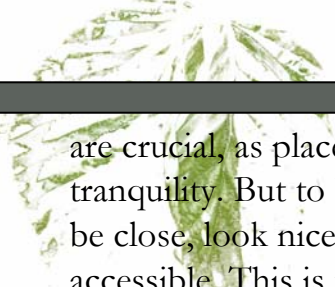 are crucial, as place
tranquility. But to
be close, look nice
accessible. This is